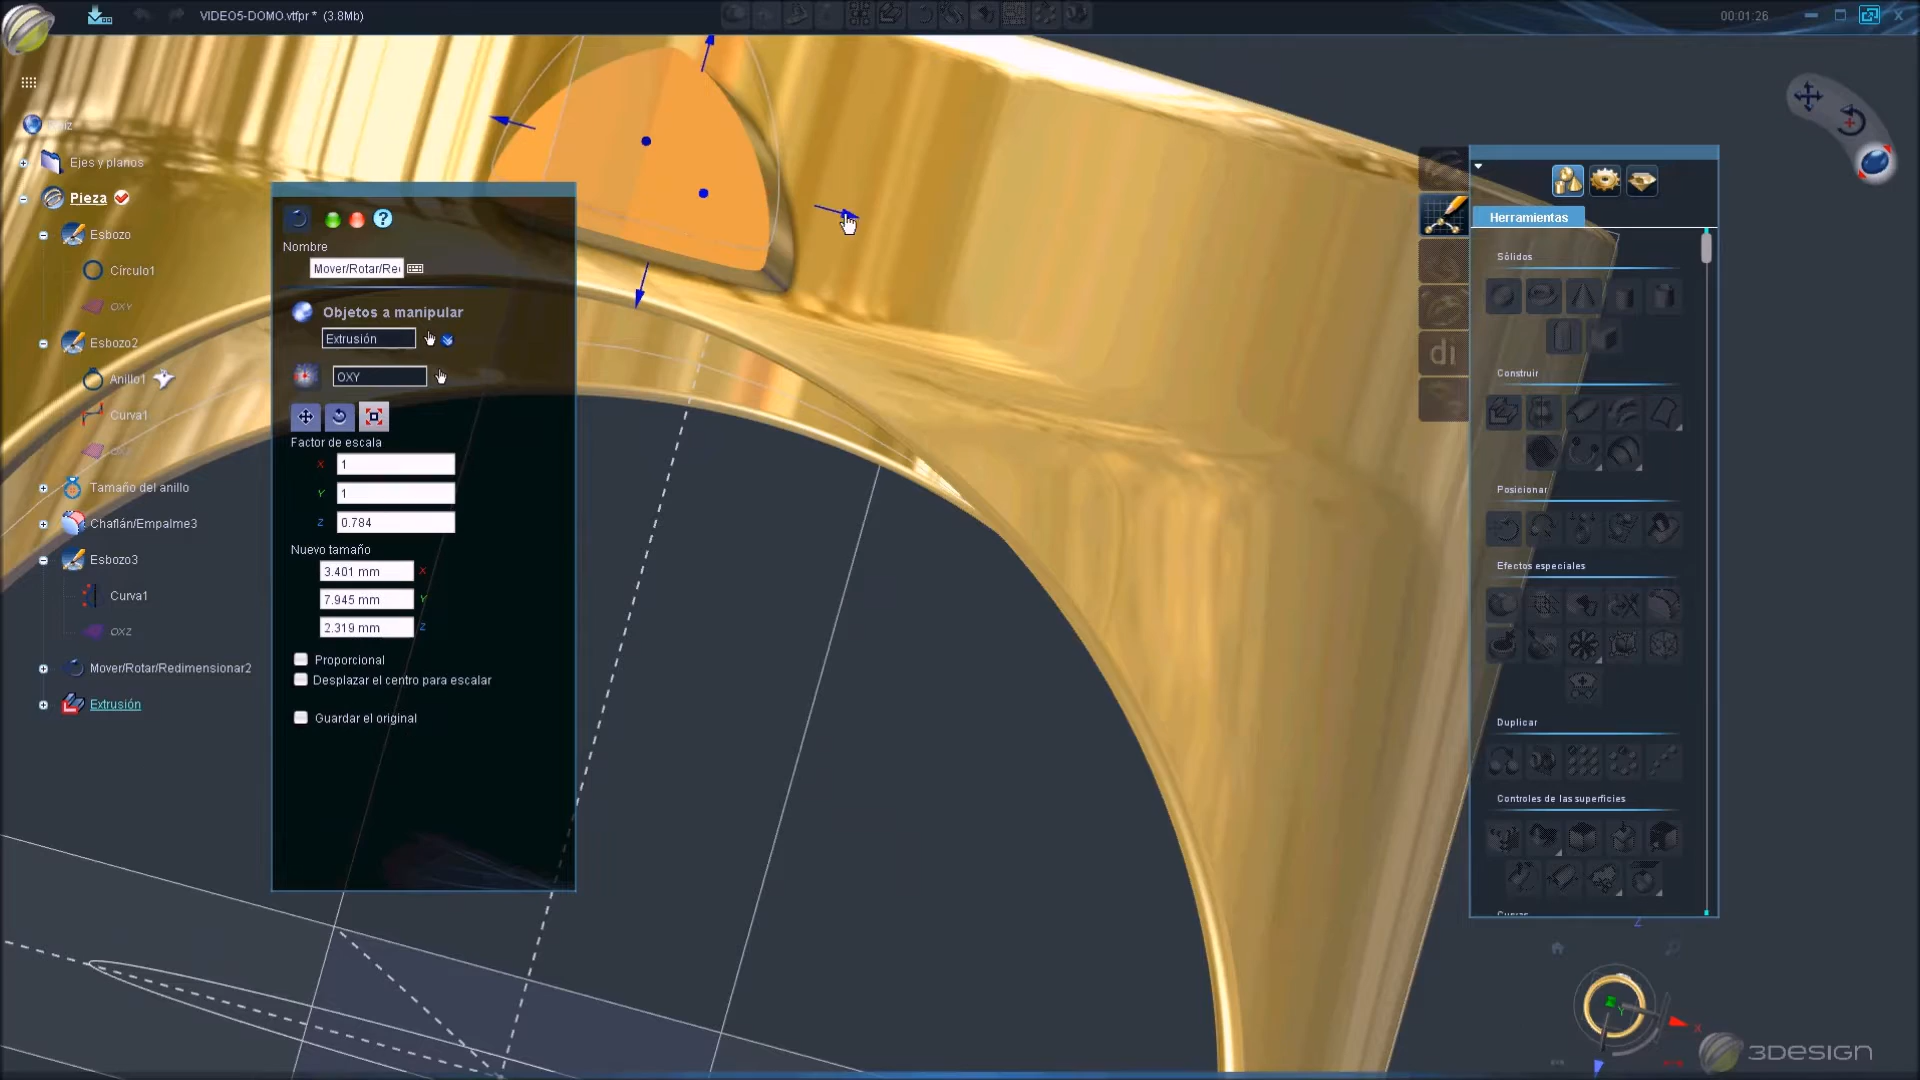 VIDEO5-DOMO.vtfpr * (3.8Mb)
00:01:26
Ejes y planos
Pieza
Esbozo
Círculo1
OXY
Esbozo2
Anillo1
Curva1
Tamaño del anillo
Chaflán/Empalme3
Esbozo3
Curva1
OXZ
Mover/Rotar/Redimensionar2
Extrusión
?
Nombre
Mover/Rotar/Re
Objetos a manipular
Extrusión
OXY
Factor de escala
X 1
Y 1
Z 0.784
Nuevo tamaño
3.401 mm X
7.945 mm Y
2.319 mm Z
Proporcional
Desplazar el centro para escalar
Guardar el original
di
Herramientas
Sólidos
Construir
Posicionar
Efectos especiales
Duplicar
Controles de las superficies
Curvas
Z
Y
X
3DESIGN